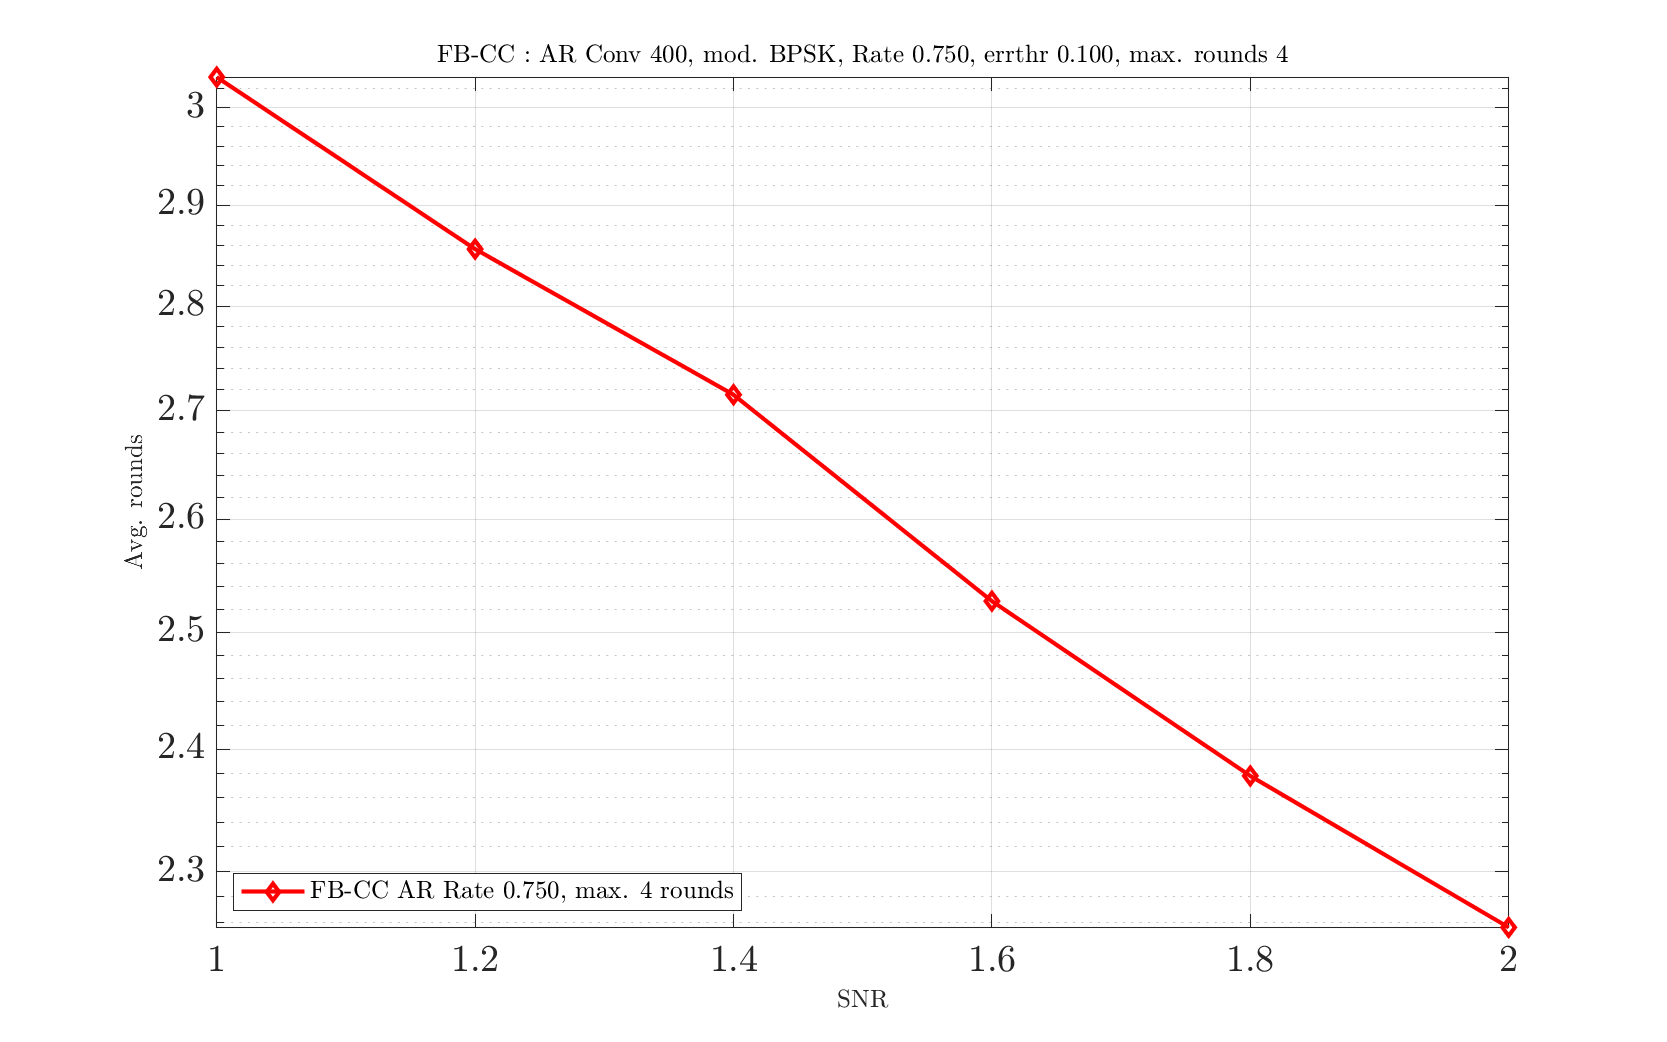 FB-CC : AR Conv 400, mod. BPSK, Rate 0.750, errthr 0.100, max. rounds 4
3
2.9
2.8
2.7
2.6
2.5
2.4
2.3
Avg. rounds
FB-CC AR Rate 0.750, max. 4 rounds
1 1.2 1.4 1.6 1.8 2
SNR